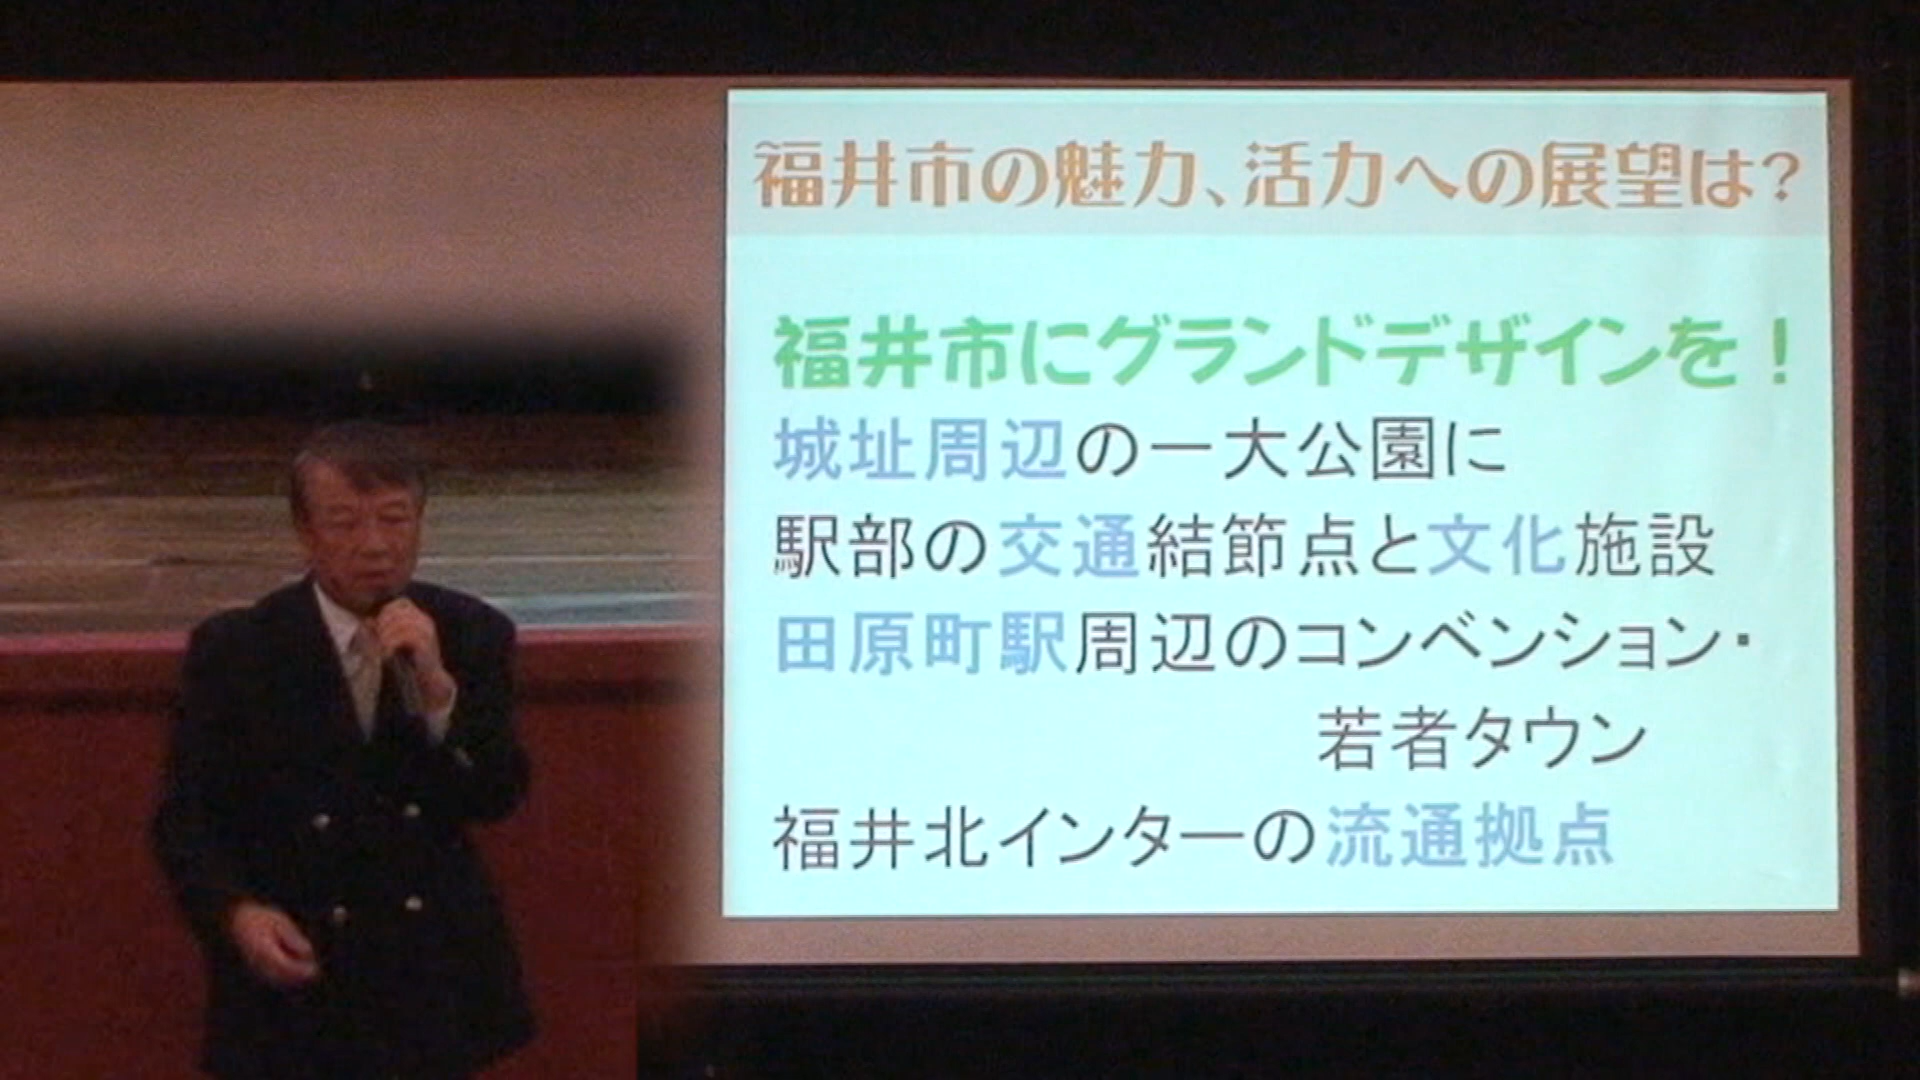 福井市の魅力、活力への展望は?
福井市にグランドデザインを!
城址周辺の一大公園に
駅部の交通結節点と文化施設
田原町駅周辺のコンベンション・
若者タウン
福井北インターの流通拠点